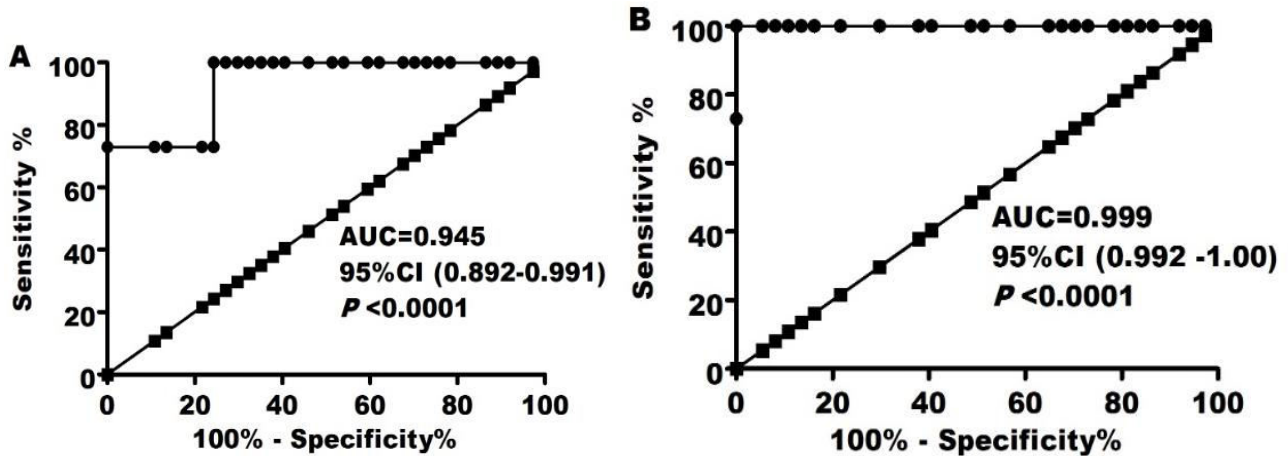 A
Sensitivity %
100
80
60
40
20
0
AUC=0.945
95%CI (0.892-0.991)
P <0.0001
0 20 40 60 80 100
100% - Specificity%
B
Sensitivity %
100
80
60
40
20
0
AUC=0.999
95%CI (0.992 -1.00)
P <0.0001
0 20 40 60 80 100
100% - Specificity%